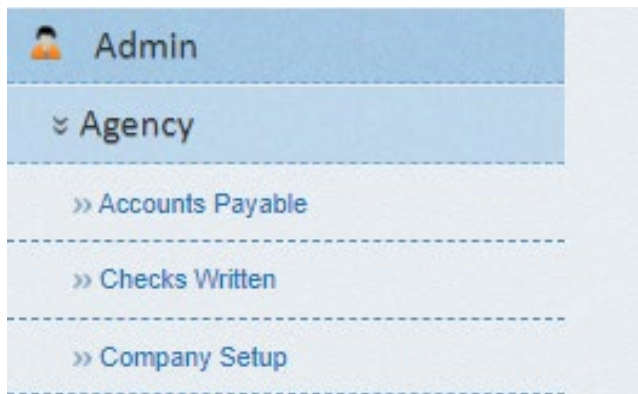 Admin
Agency
Accounts Payable
Checks Written
Company Setup